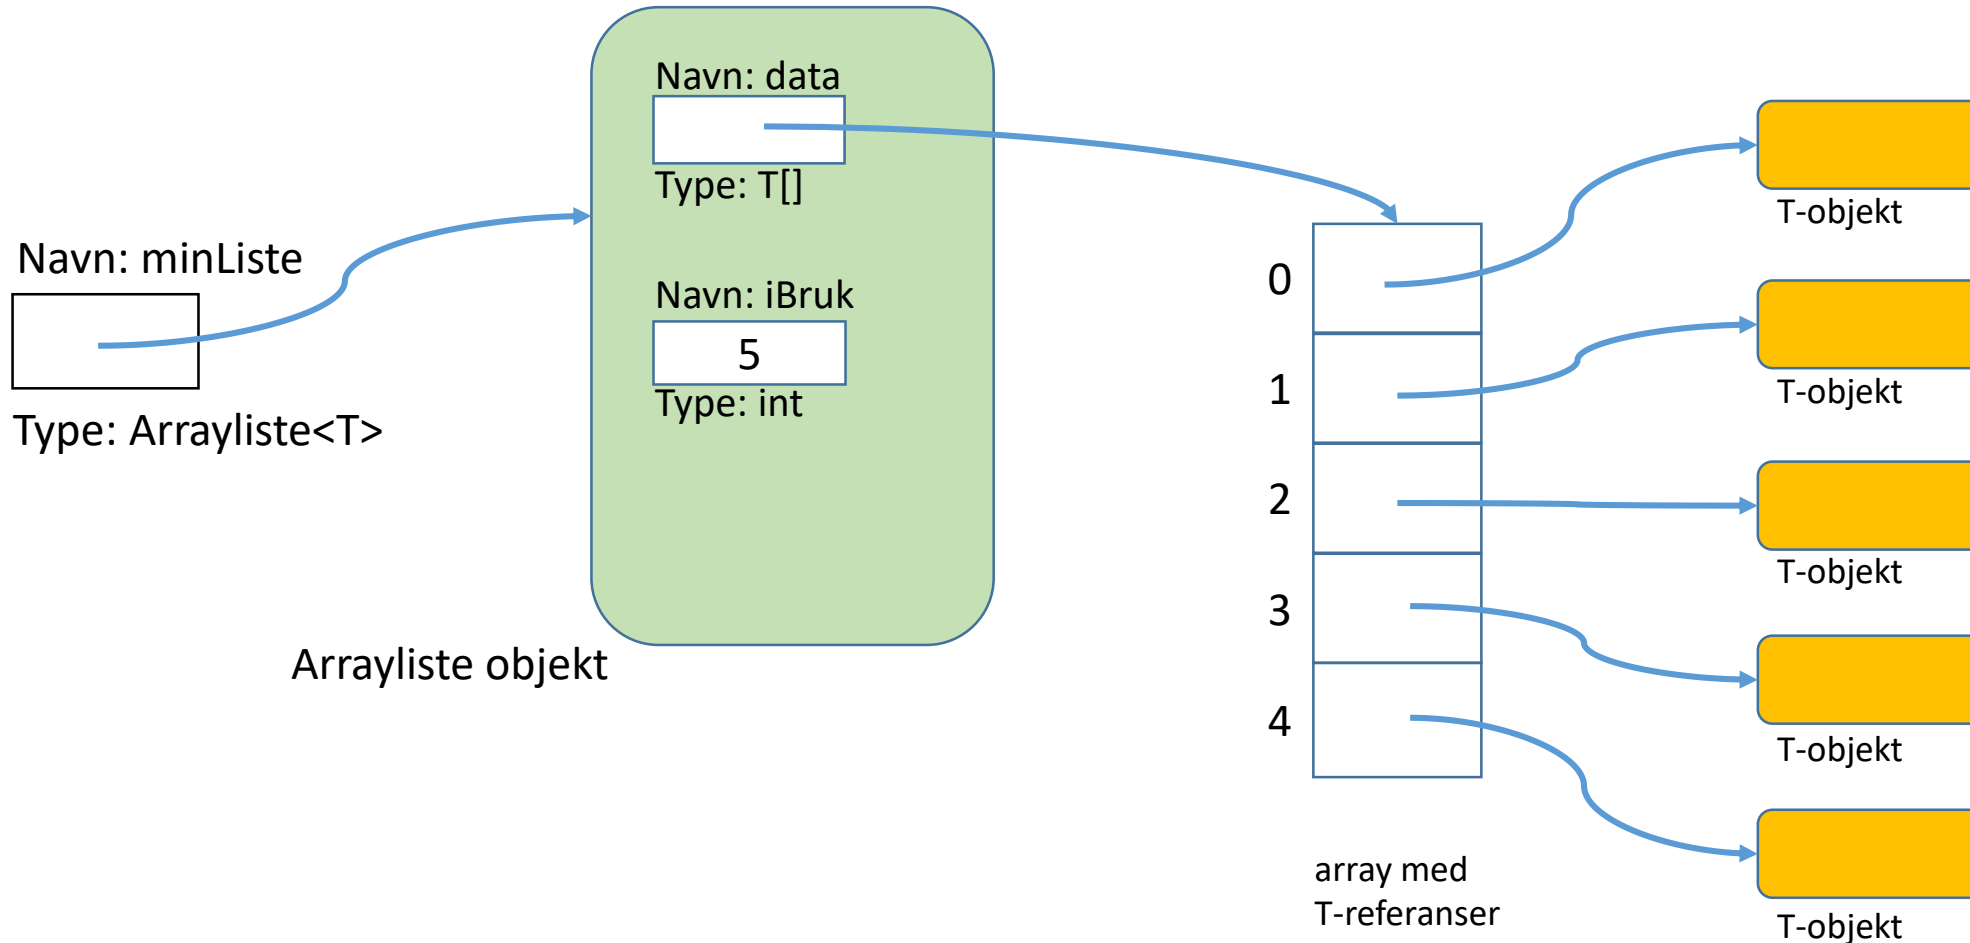 Navn: minListe
Type: Arrayliste<T>
Navn: data
Type: T[]
Navn: iBruk
5
Type: int
Arrayliste objekt
0
1
2
3
4
array med
T-referanser
T-objekt
T-objekt
T-objekt
T-objekt
T-objekt